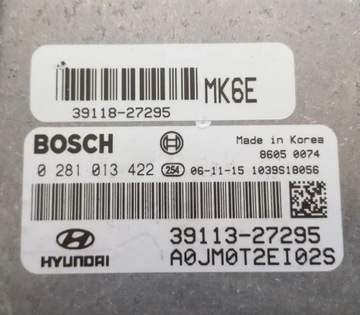 MK6E
39118-27295
BOSCH
Made in Korea
8605 0074
0 281 013 422 254 06-11-15 1039S18056
39113-27295
HYUNDAI A0JM0T2EI02S